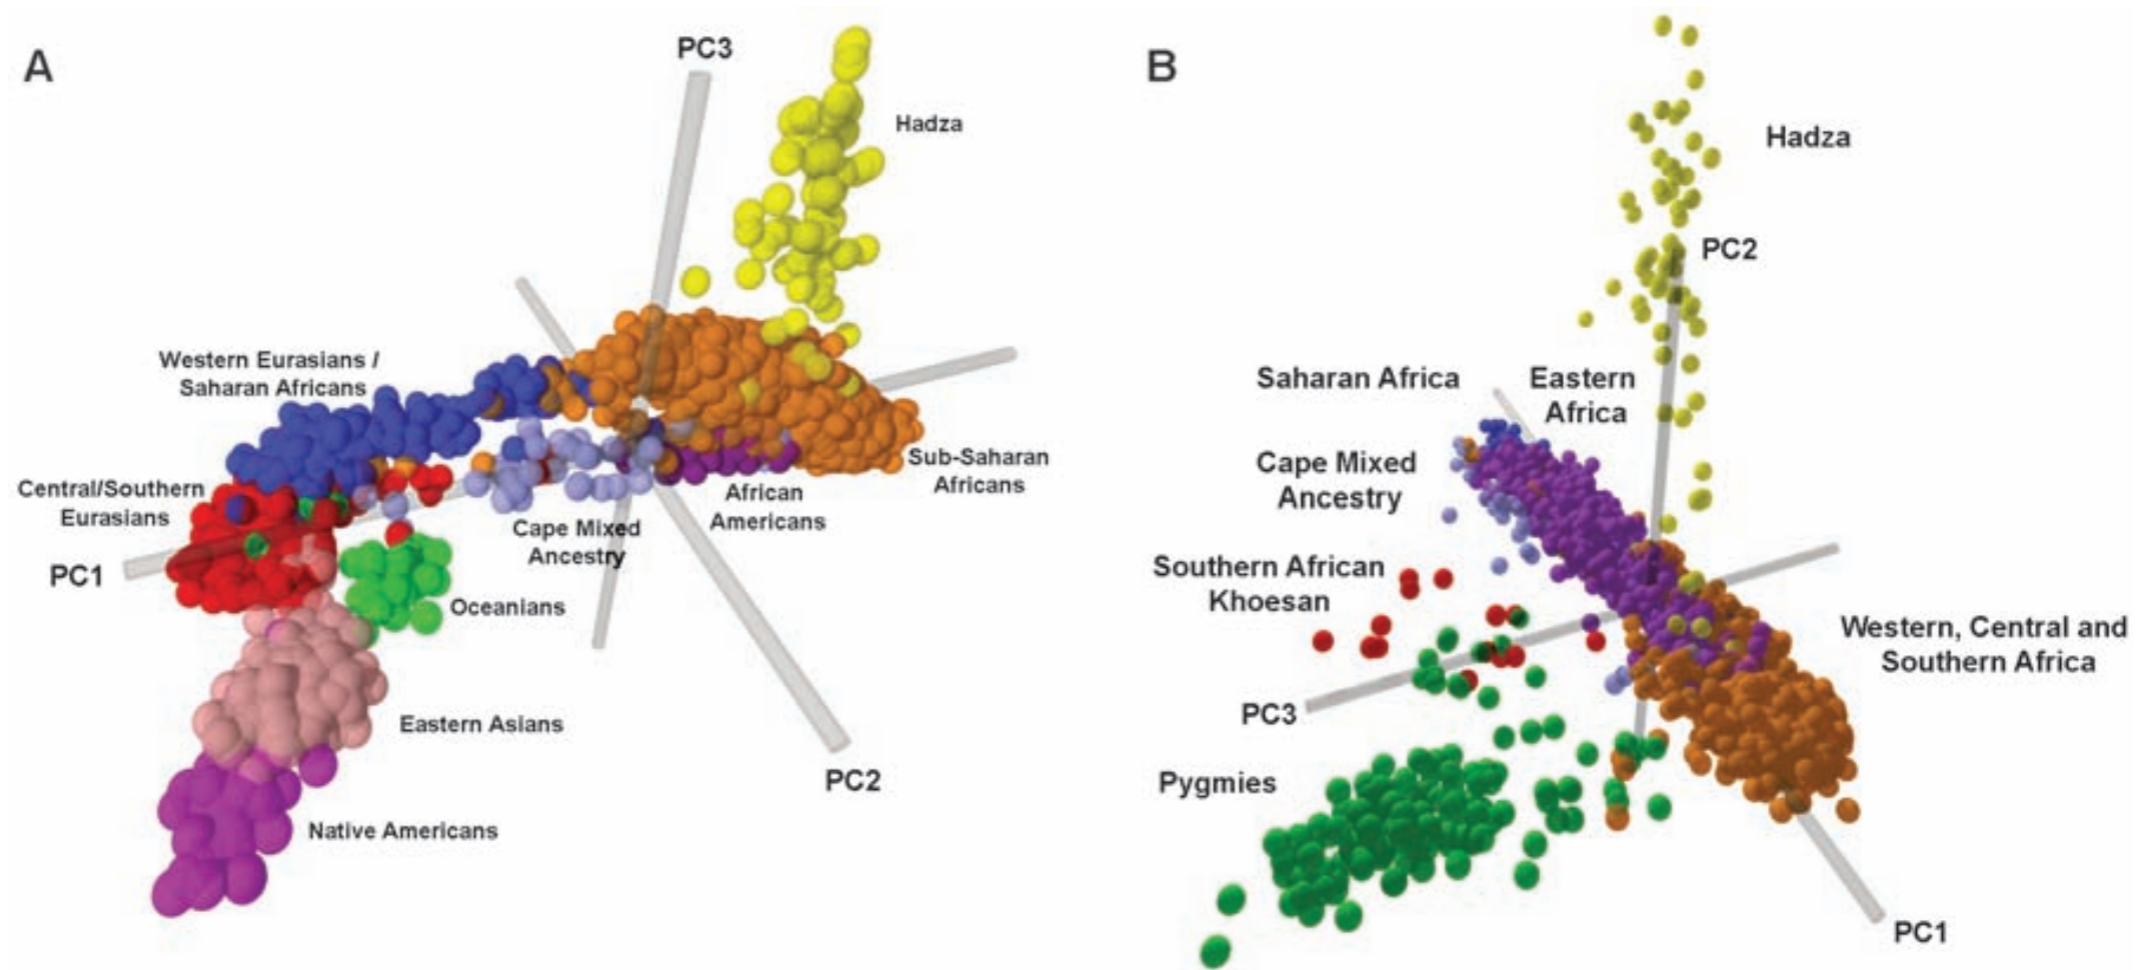 A
PC3
Hadza
Western Eurasians /
Saharan Africans
Central/Southern
Eurasians
PC1
Cape Mixed
Ancestry
African
Americans
Sub-Saharan
Africans
Oceanians
Eastern Asians
PC2
Native Americans
B
Hadza
PC2
Saharan Africa
Eastern
Africa
Cape Mixed
Ancestry
Southern African
Khoesan
Western, Central and
Southern Africa
PC3
Pygmies
PC1